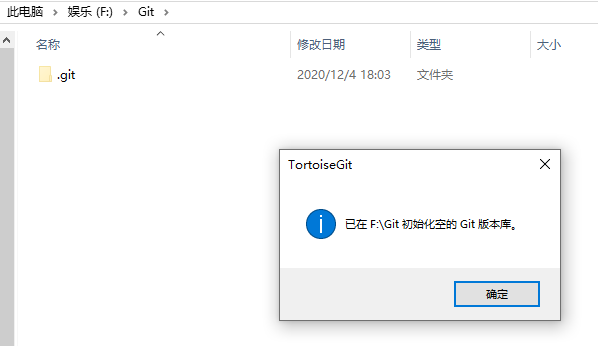 此电脑 娱乐 (F:) Git
名称 修改日期 类型 大小
.git 2020/12/4 18:03 文件夹
TortoiseGit
已在 F:\Git 初始化空的 Git 版本库。
确定